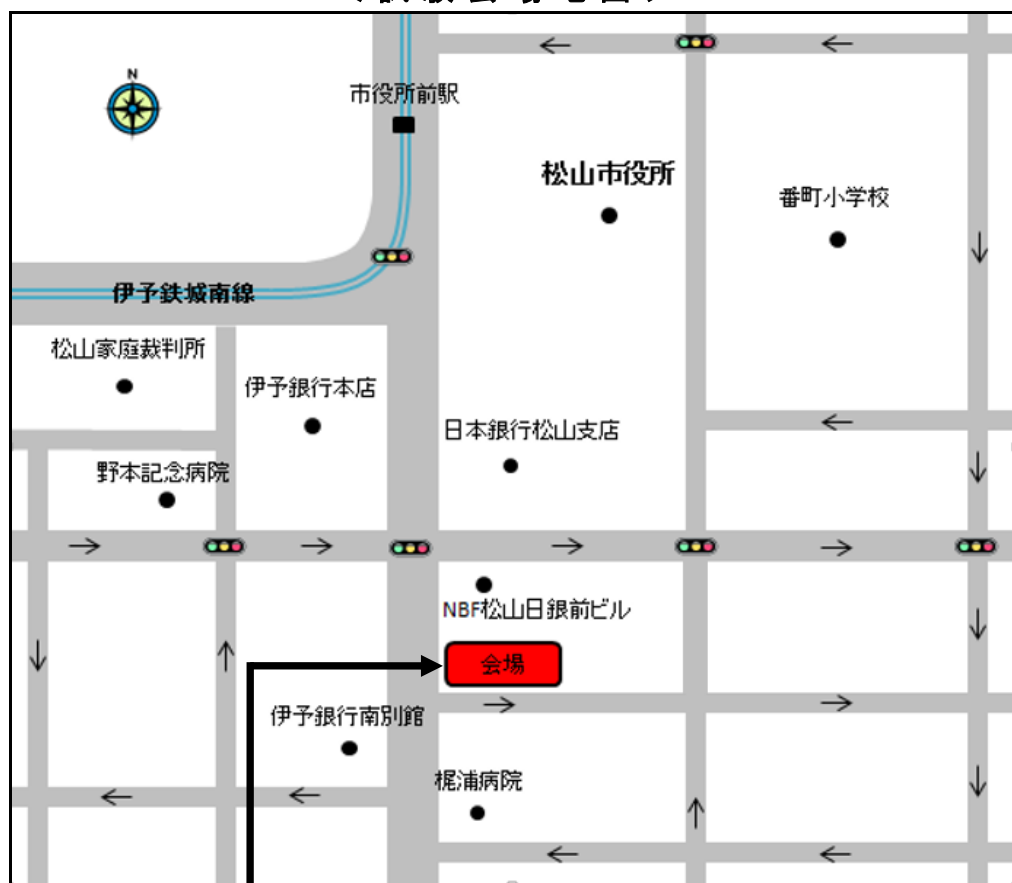 N
市役所前駅
松山市役所
番町小学校
伊予鉄城南線
松山家庭裁判所
伊予銀行本店
日本銀行松山支店
野本記念病院
NBF松山日銀前ビル
会場
伊予銀行南別館
梶浦病院